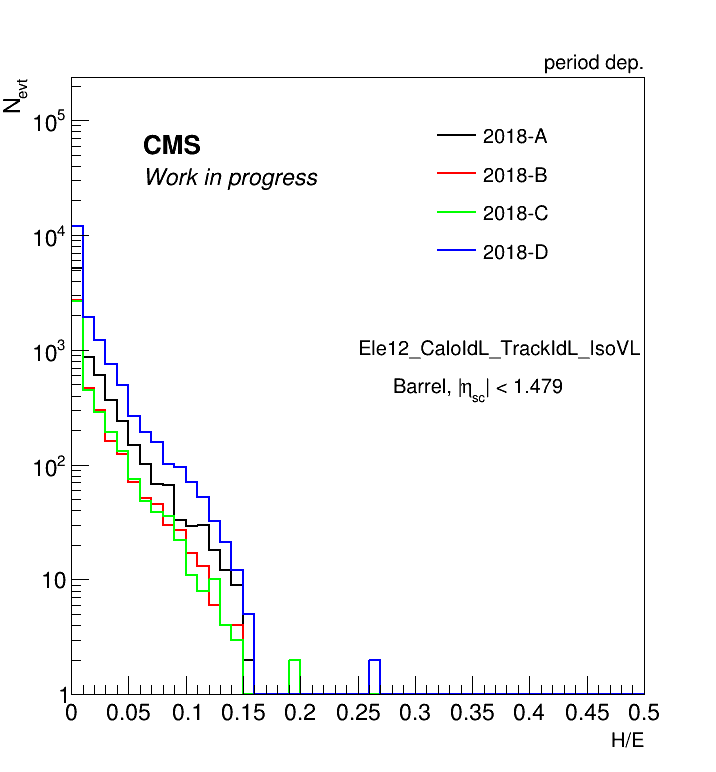 period dep.
N_evt
CMS
Work in progress
2018-A
2018-B
2018-C
2018-D
Ele12_CaloIdL_TrackIdL_IsoVL
Barrel, |η_sc| < 1.479
10^5
10^4
10^3
10^2
10
1
0 0.05 0.1 0.15 0.2 0.25 0.3 0.35 0.4 0.45 0.5
H/E